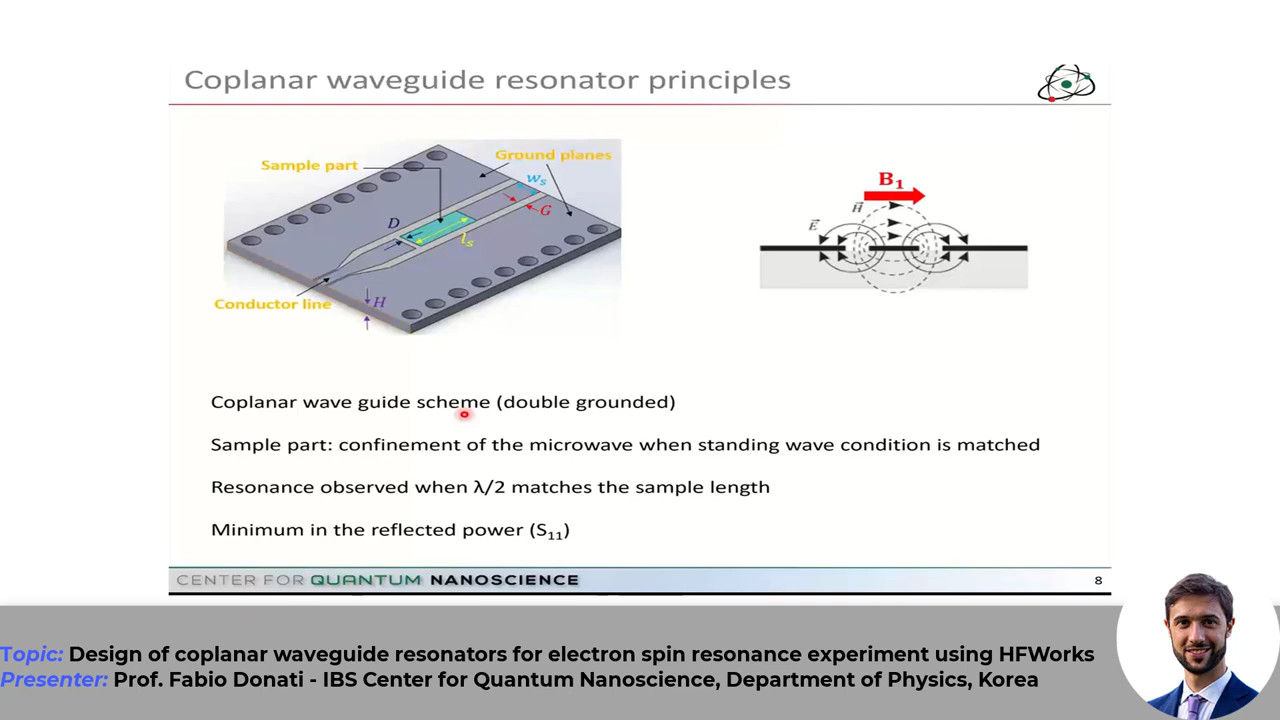 Coplanar waveguide resonator principles
Sample part
Ground planes
ws
G
D
ls
Conductor line
H
B1
H
E
Coplanar wave guide scheme (double grounded)
Sample part: confinement of the microwave when standing wave condition is matched
Resonance observed when λ/2 matches the sample length
Minimum in the reflected power (S11)
CENTER FOR QUANTUM NANOSCIENCE
8
Topic: Design of coplanar waveguide resonators for electron spin resonance experiment using HFWorks
Presenter: Prof. Fabio Donati - IBS Center for Quantum Nanoscience, Department of Physics, Korea